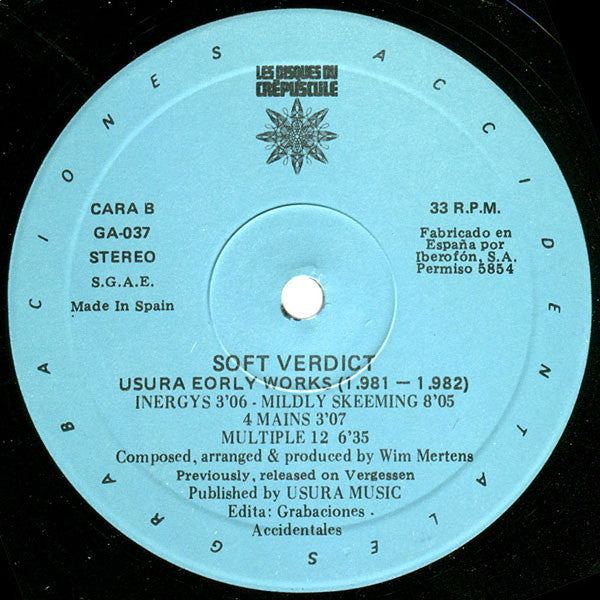 GRABACIONES ACCIDENTALES
LES DISQUES DU
CRÉPUSCULE
CARA B
GA-037
STEREO
S.G.A.E.
Made In Spain
33 R.P.M.
Fabricado en
España por
Iberofón, S.A.
Permiso 5854
SOFT VERDICT
USURA EORLY WORKS (1.981 — 1.982)
INERGYS 3'06 - MILDLY SKEEMING 8'05
4 MAINS 3'07
MULTIPLE 12 6'35
Composed, arranged & produced by Wim Mertens
Previously, released on Vergessen
Published by USURA MUSIC
Edita: Grabaciones
Accidentales